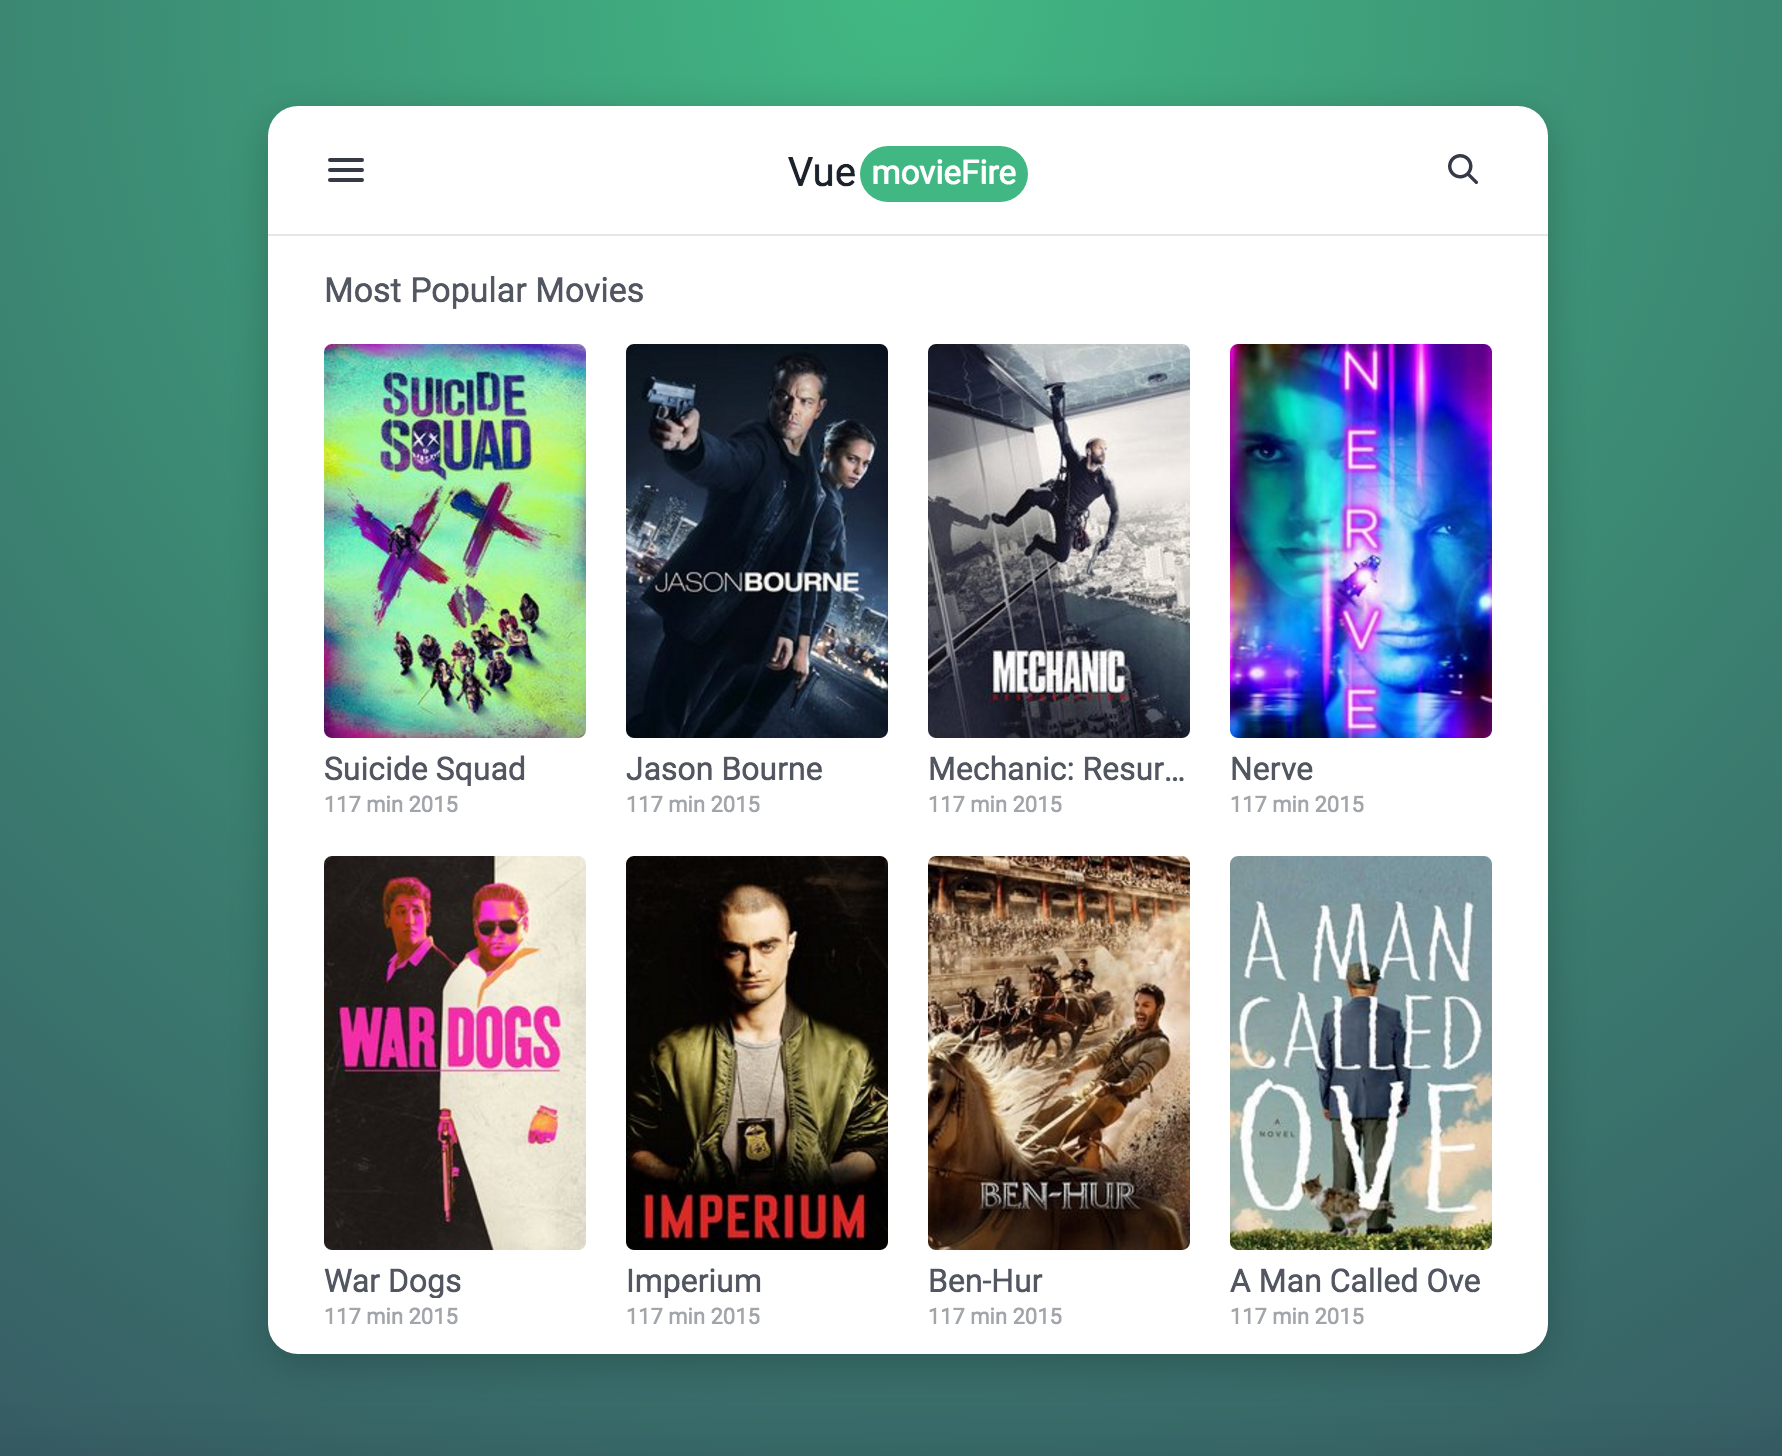 Vue movieFire
Most Popular Movies
SUICIDE
SQUAD
JASONBOURNE
MECHANIC
NERVE
Suicide Squad
Jason Bourne
Mechanic: Resur...
Nerve
117 min 2015
117 min 2015
117 min 2015
117 min 2015
WAR DOGS
IMPERIUM
BEN-HUR
A MAN
CALLED
OVE
A
NOVEL
War Dogs
Imperium
Ben-Hur
A Man Called Ove
117 min 2015
117 min 2015
117 min 2015
117 min 2015